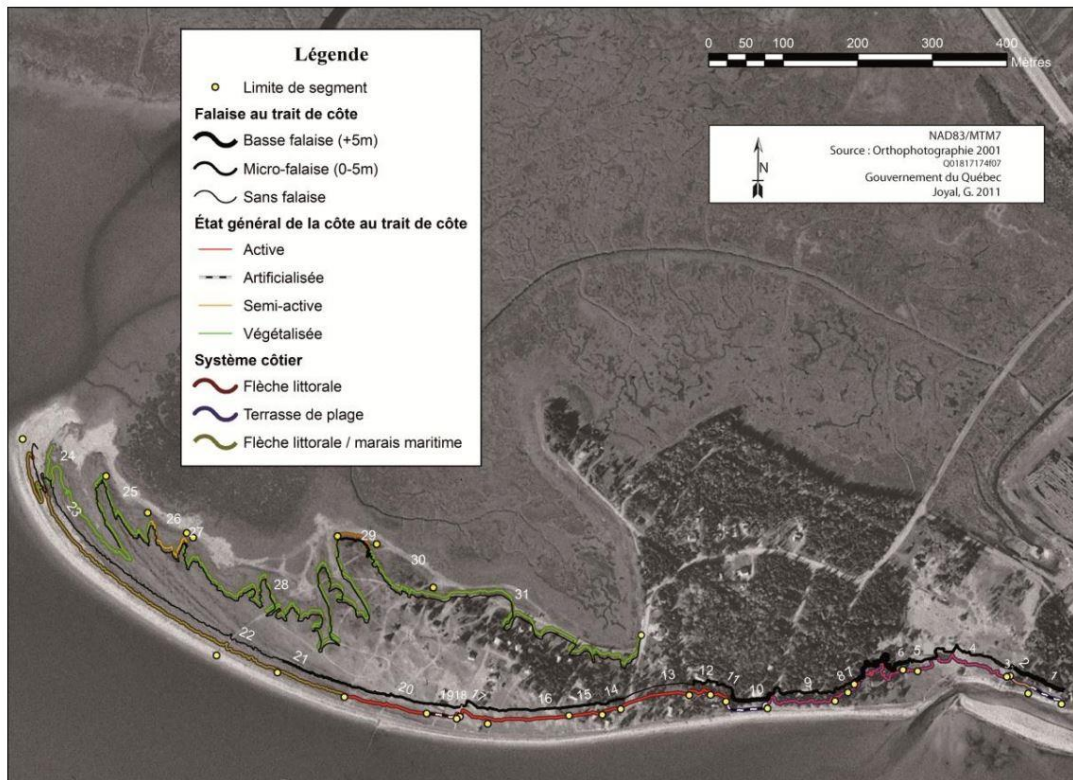 Légende
Limite de segment
Falaise au trait de côte
Basse falaise (+5m)
Micro-falaise (0-5m)
Sans falaise
État général de la côte au trait de côte
Active
Artificialisée
Semi-active
Végétalisée
Système côtier
Flèche littorale
Terrasse de plage
Flèche littorale / marais maritime
0 50 100 200 300 400
Mètres
N
NAD83/MTM7
Source : Orthophotographie 2001
Q01817174f07
Gouvernement du Québec
Joyal, G. 2011
24
25
23
26
27
28
29
30
31
22
21
20
19
18
17
16
15
14
13
12
11
10
9
8
7
6
5
4
3
2
1